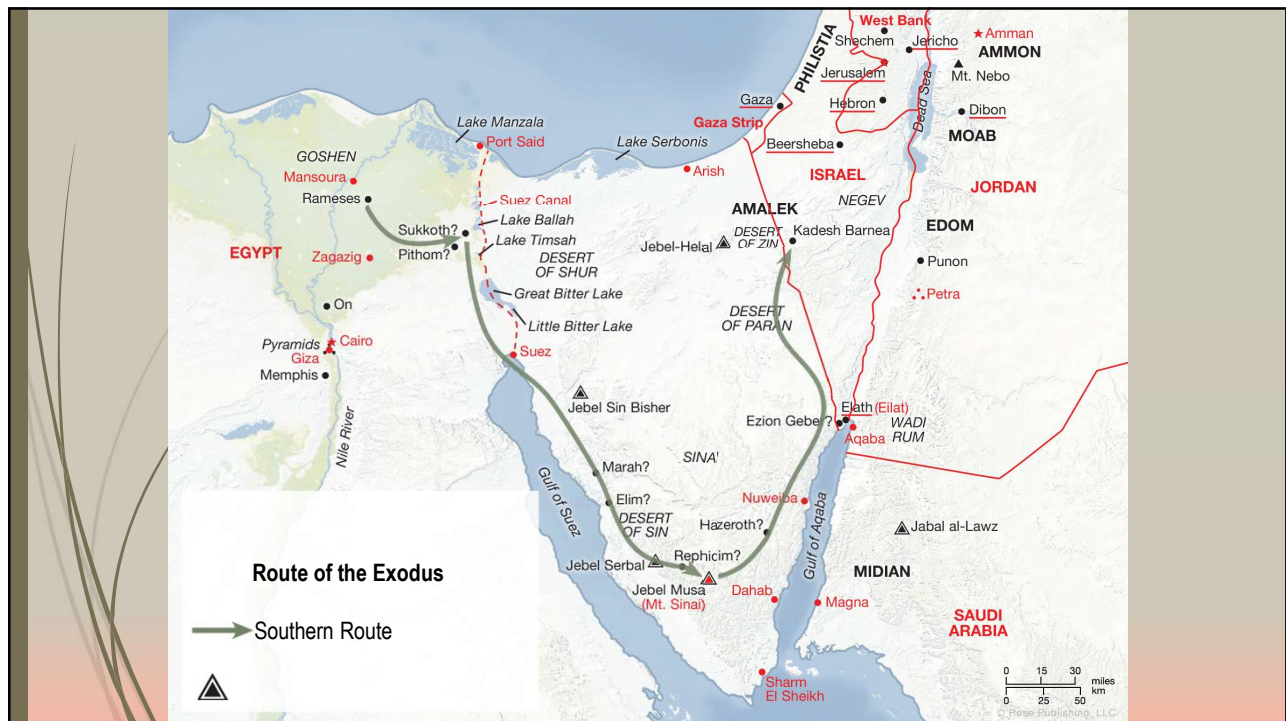 West Bank
Shechem
Jericho
Amman
AMMON
PHILISTIA
Jerusalem
Mt. Nebo
Gaza
Hebron
Dead Sea
Dibon
Lake Manzala
Gaza Strip
MOAB
Port Said
Lake Serbonis
Beersheba
GOSHEN
Arish
ISRAEL
Mansoura
JORDAN
Rameses
Suez Canal
AMALEK
NEGEV
Sukkoth?
Lake Ballah
Jebel-Helal
DESERT
OF ZIN
Kadesh Barnea
EDOM
EGYPT
Pithom?
Lake Timsah
Zagazig
DESERT
OF SHUR
Punon
Great Bitter Lake
Petra
On
DESERT
OF PARAN
Little Bitter Lake
Pyramids
Cairo
Giza
Suez
Memphis
Jebel Sin Bisher
Elath (Eilat)
Ezion Geber?
WADI
RUM
Aqaba
Nile River
SINA'
Marah?
Gulf of Suez
Elim?
Nuweiba
Gulf of Aqaba
DESERT
OF SIN
Hazeroth?
Jabal al-Lawz
Jebel Serbal
Rephicim?
MIDIAN
Route of the Exodus
Jebel Musa
(Mt. Sinai)
Dahab
Magna
SAUDI
ARABIA
Southern Route
Sharm
El Sheikh
0 15 30
miles
km
0 25 50
© Rose Publishing, LLC